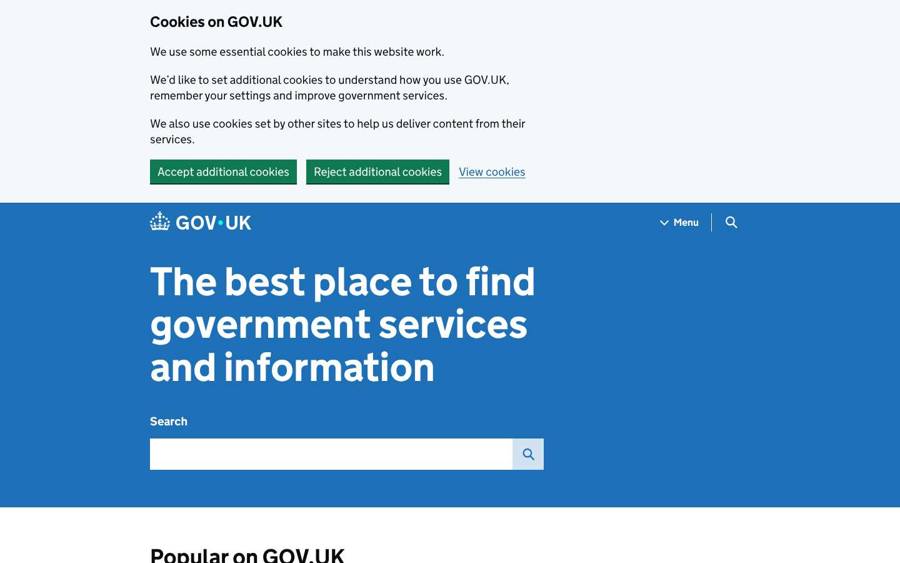 Cookies on GOV.UK
We use some essential cookies to make this website work.
We'd like to set additional cookies to understand how you use GOV.UK,
remember your settings and improve government services.
We also use cookies set by other sites to help us deliver content from their
services.
Accept additional cookies Reject additional cookies View cookies
GOV•UK Menu
The best place to find
government services
and information
Search
Popular on GOV.UK